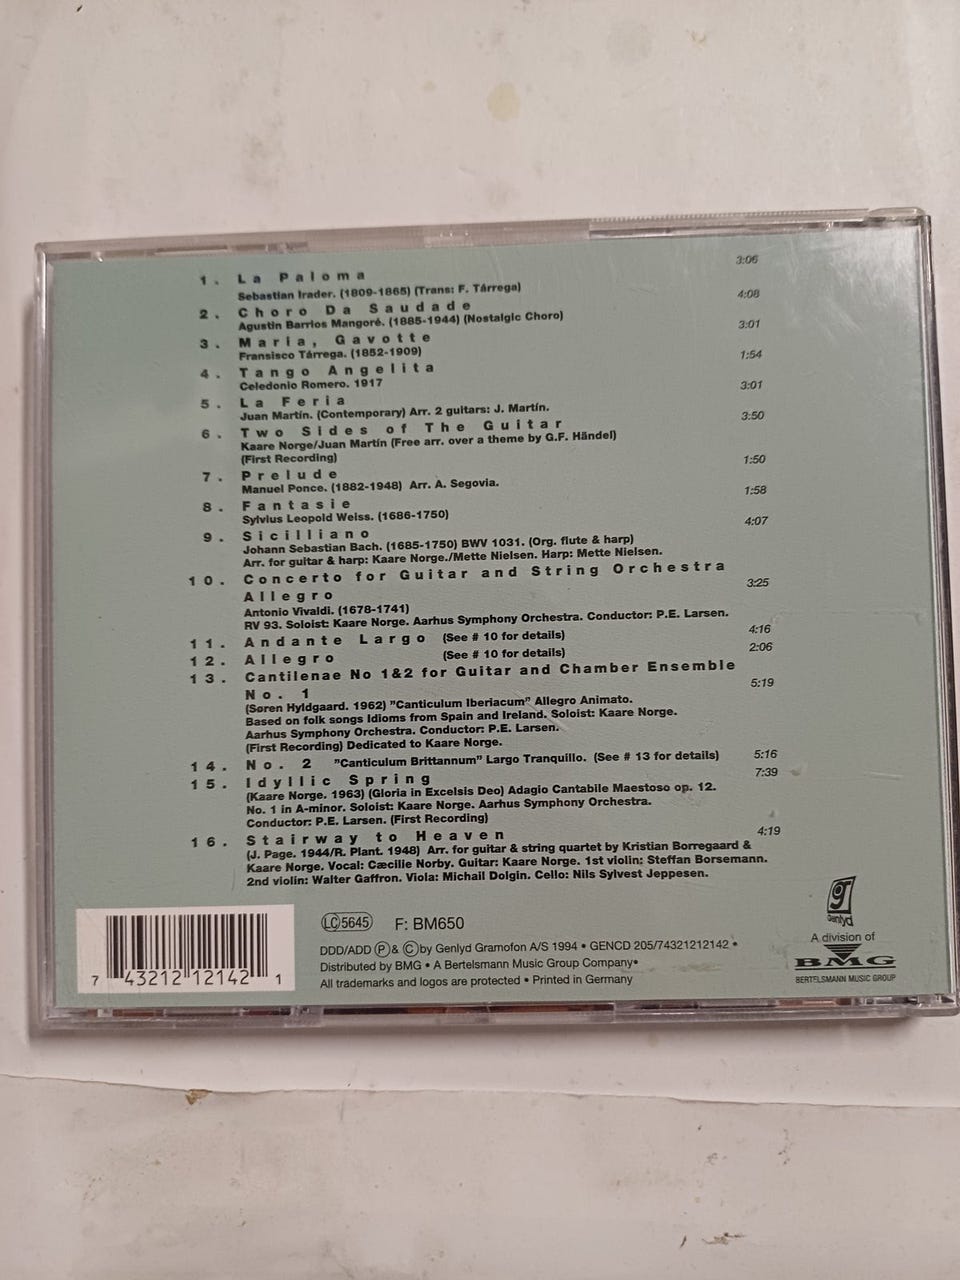 1. La Paloma 3:06
Sebastian Irader. (1809-1865) (Trans: F. Tárrega)
2. Choro Da Saudade 4:08
Agustin Barrios Mangoré. (1885-1944) (Nostalgic Choro)
3. Maria, Gavotte 3:01
Fransisco Tárrega. (1852-1909)
4. Tango Angelita 1:54
Celedonio Romero. 1917
5. La Feria 3:01
Juan Martín. (Contemporary) Arr. 2 guitars: J. Martín.
6. Two Sides of The Guitar 3:50
Kaare Norge/Juan Martín (Free arr. over a theme by G.F. Händel)
(First Recording)
7. Prelude 1:50
Manuel Ponce. (1882-1948) Arr. A. Segovia.
8. Fantasie 1:58
Sylvius Leopold Weiss. (1686-1750)
9. Sicilliano 4:07
Johann Sebastian Bach. (1685-1750) BWV 1031. (Org. flute & harp)
Arr. for guitar & harp: Kaare Norge./Mette Nielsen. Harp: Mette Nielsen.
10. Concerto for Guitar and String Orchestra
Allegro 3:25
Antonio Vivaldi. (1678-1741)
RV 93. Soloist: Kaare Norge. Aarhus Symphony Orchestra. Conductor: P.E. Larsen.
11. Andante Largo (See # 10 for details) 4:16
12. Allegro (See # 10 for details) 2:06
13. Cantilenae No 1&2 for Guitar and Chamber Ensemble
No. 1 5:19
(Søren Hyldgaard. 1962) "Canticulum Iberiacum" Allegro Animato.
Based on folk songs Idioms from Spain and Ireland. Soloist: Kaare Norge.
Aarhus Symphony Orchestra. Conductor: P.E. Larsen.
(First Recording) Dedicated to Kaare Norge.
14. No. 2 "Canticulum Brittannum" Largo Tranquillo. (See # 13 for details) 5:16
15. Idyllic Spring 7:39
(Kaare Norge. 1963) (Gloria in Excelsis Deo) Adagio Cantabile Maestoso op. 12.
No. 1 in A-minor. Soloist: Kaare Norge. Aarhus Symphony Orchestra.
Conductor: P.E. Larsen. (First Recording)
16. Stairway to Heaven 4:19
(J. Page. 1944/R. Plant. 1948) Arr. for guitar & string quartet by Kristian Borregaard &
Kaare Norge. Vocal: Cæcilie Norby. Guitar: Kaare Norge. 1st violin: Steffan Borsemann.
2nd violin: Walter Gaffron. Viola: Michail Dolgin. Cello: Nils Sylvest Jeppesen.
7 43212 12142 1
LC 5645 F: BM650
DDD/ADD Ⓟ & © by Genlyd Gramofon A/S 1994 • GENCD 205/74321212142 •
Distributed by BMG • A Bertelsmann Music Group Company•
All trademarks and logos are protected • Printed in Germany
g
Genlyd
A division of
BMG
BERTELSMANN MUSIC GROUP